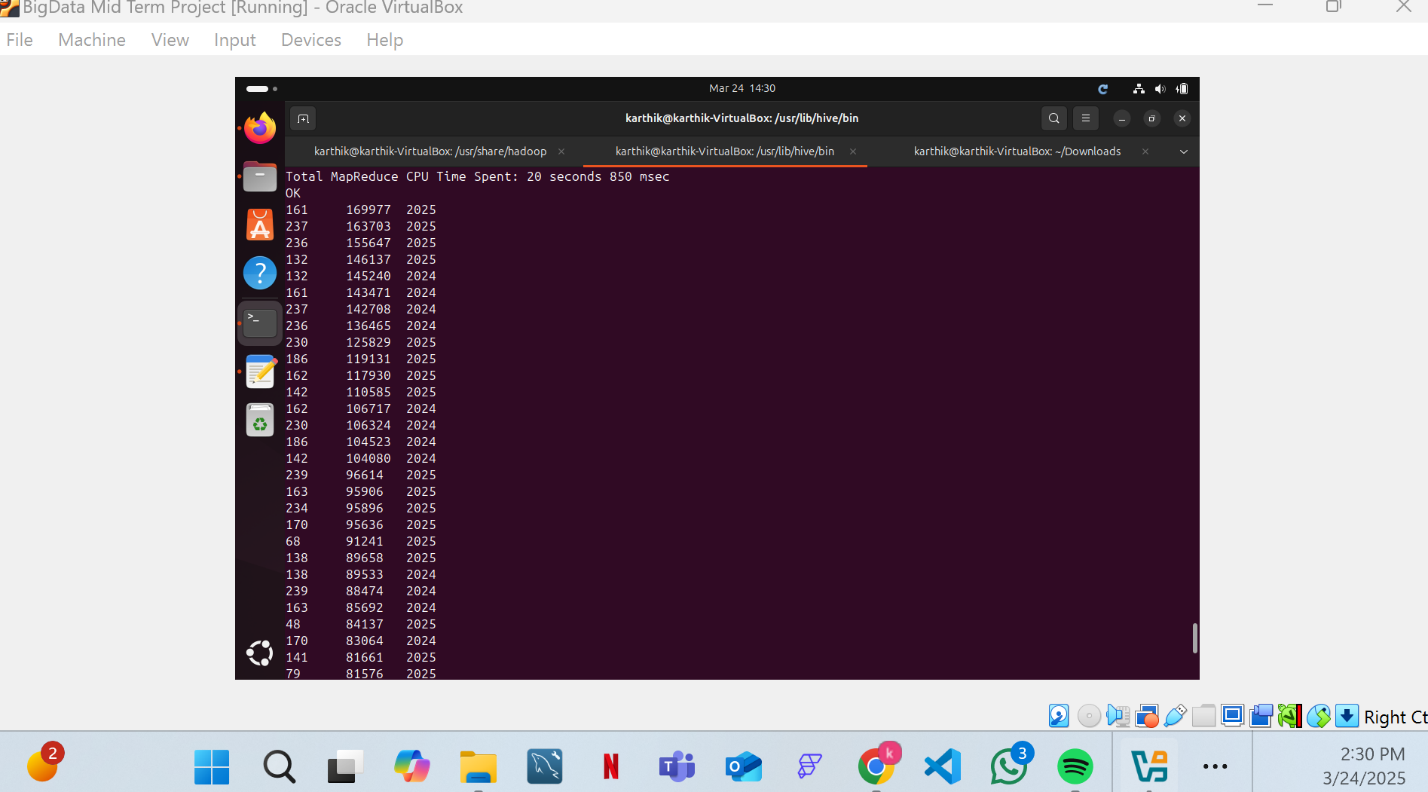 BigData Mid Term Project [Running] - Oracle VirtualBox
File Machine View Input Devices Help
Mar 24 14:30
karthik@karthik-VirtualBox: /usr/lib/hive/bin
karthik@karthik-VirtualBox: /usr/share/hadoop
karthik@karthik-VirtualBox: /usr/lib/hive/bin
karthik@karthik-VirtualBox: ~/Downloads
Total MapReduce CPU Time Spent: 20 seconds 850 msec
OK
161 169977 2025
237 163703 2025
236 155647 2025
132 146137 2025
132 145240 2024
161 143471 2024
237 142708 2024
236 136465 2024
230 125829 2025
186 119131 2025
162 117930 2025
142 110585 2025
162 106717 2024
230 106324 2024
186 104523 2024
142 104080 2024
239 96614 2025
163 95906 2025
234 95896 2025
170 95636 2025
68 91241 2025
138 89658 2025
138 89533 2024
239 88474 2024
163 85692 2024
48 84137 2025
170 83064 2024
141 81661 2025
79 81576 2025
Right Ct
2
k
3
2:30 PM
3/24/2025